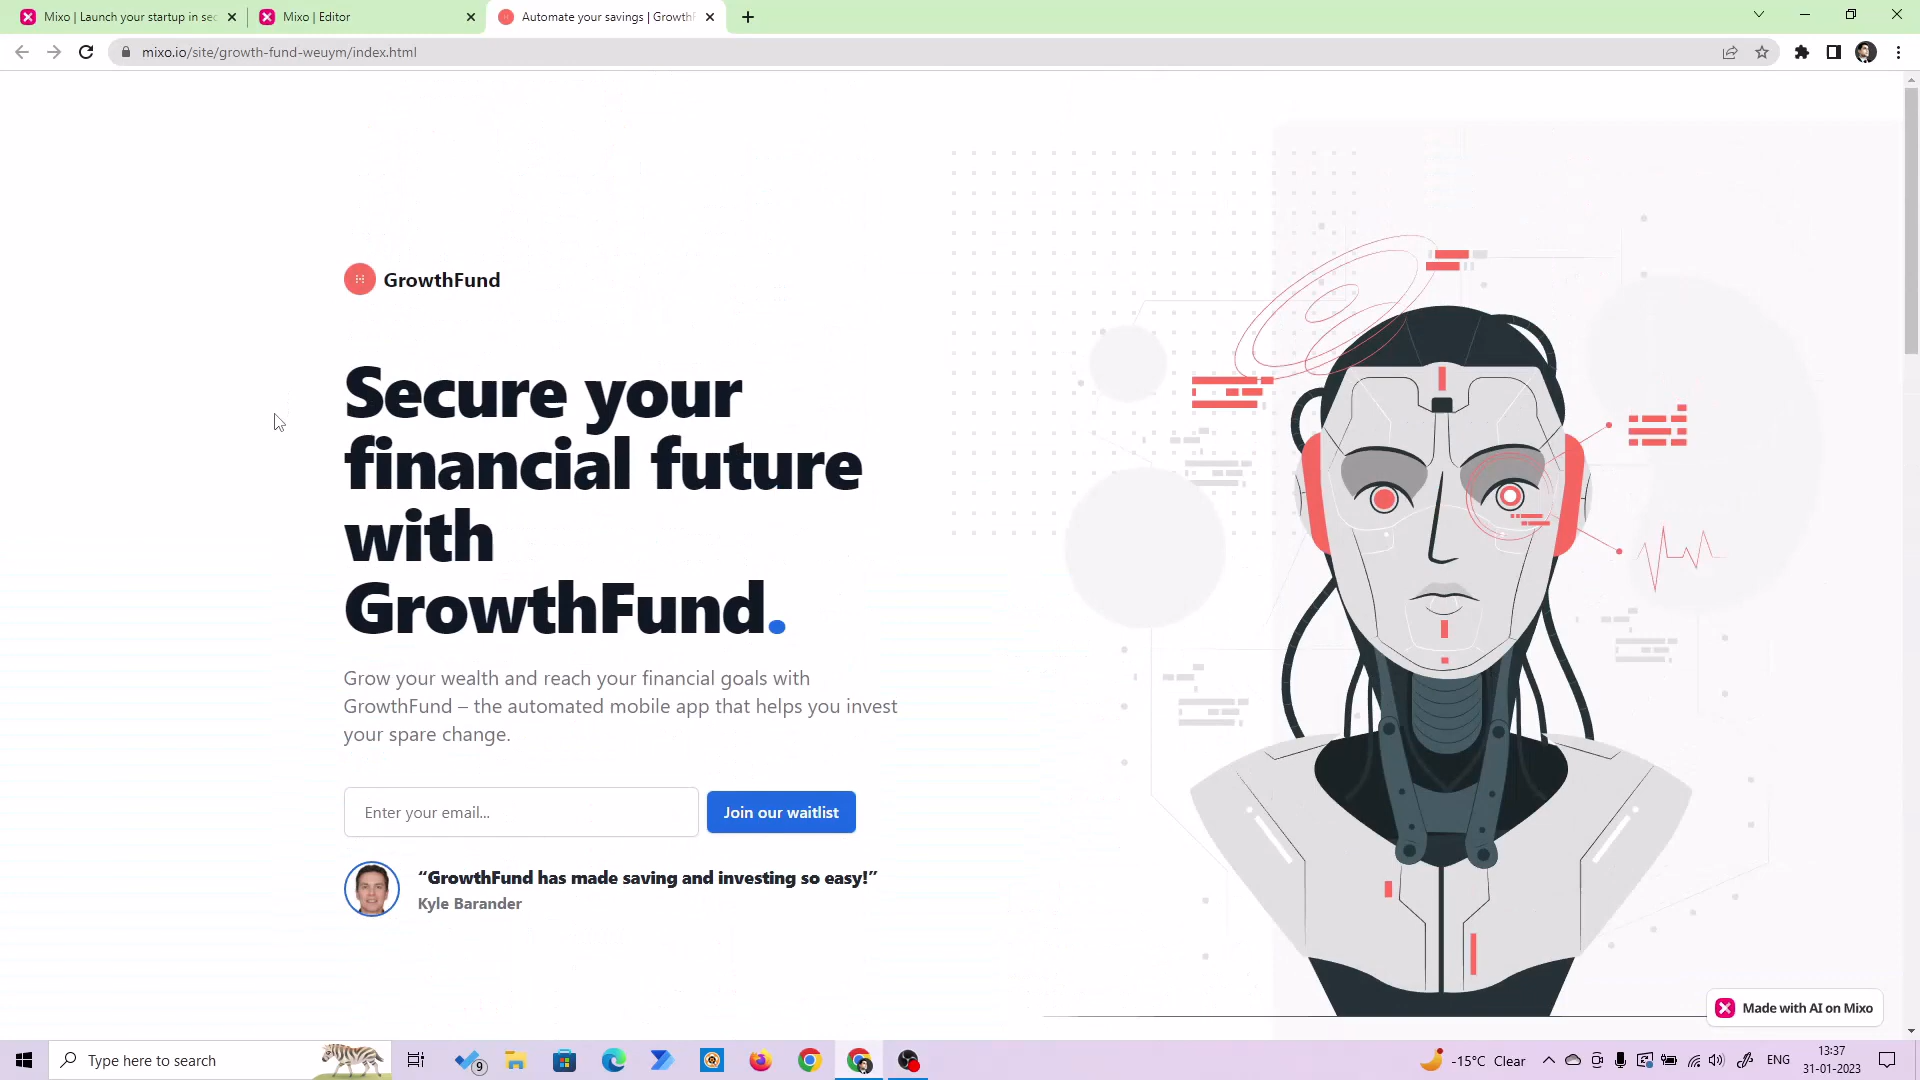 Mixo | Launch your startup in sec
Mixo | Editor
Automate your savings | GrowthF
mixo.io/site/growth-fund-weuym/index.html
GrowthFund
Secure your
financial future
with
GrowthFund.
Grow your wealth and reach your financial goals with
GrowthFund – the automated mobile app that helps you invest
your spare change.
Enter your email...
Join our waitlist
“GrowthFund has made saving and investing so easy!”
Kyle Barander
Made with AI on Mixo
Type here to search
9
-15°C Clear
ENG
13:37
31-01-2023